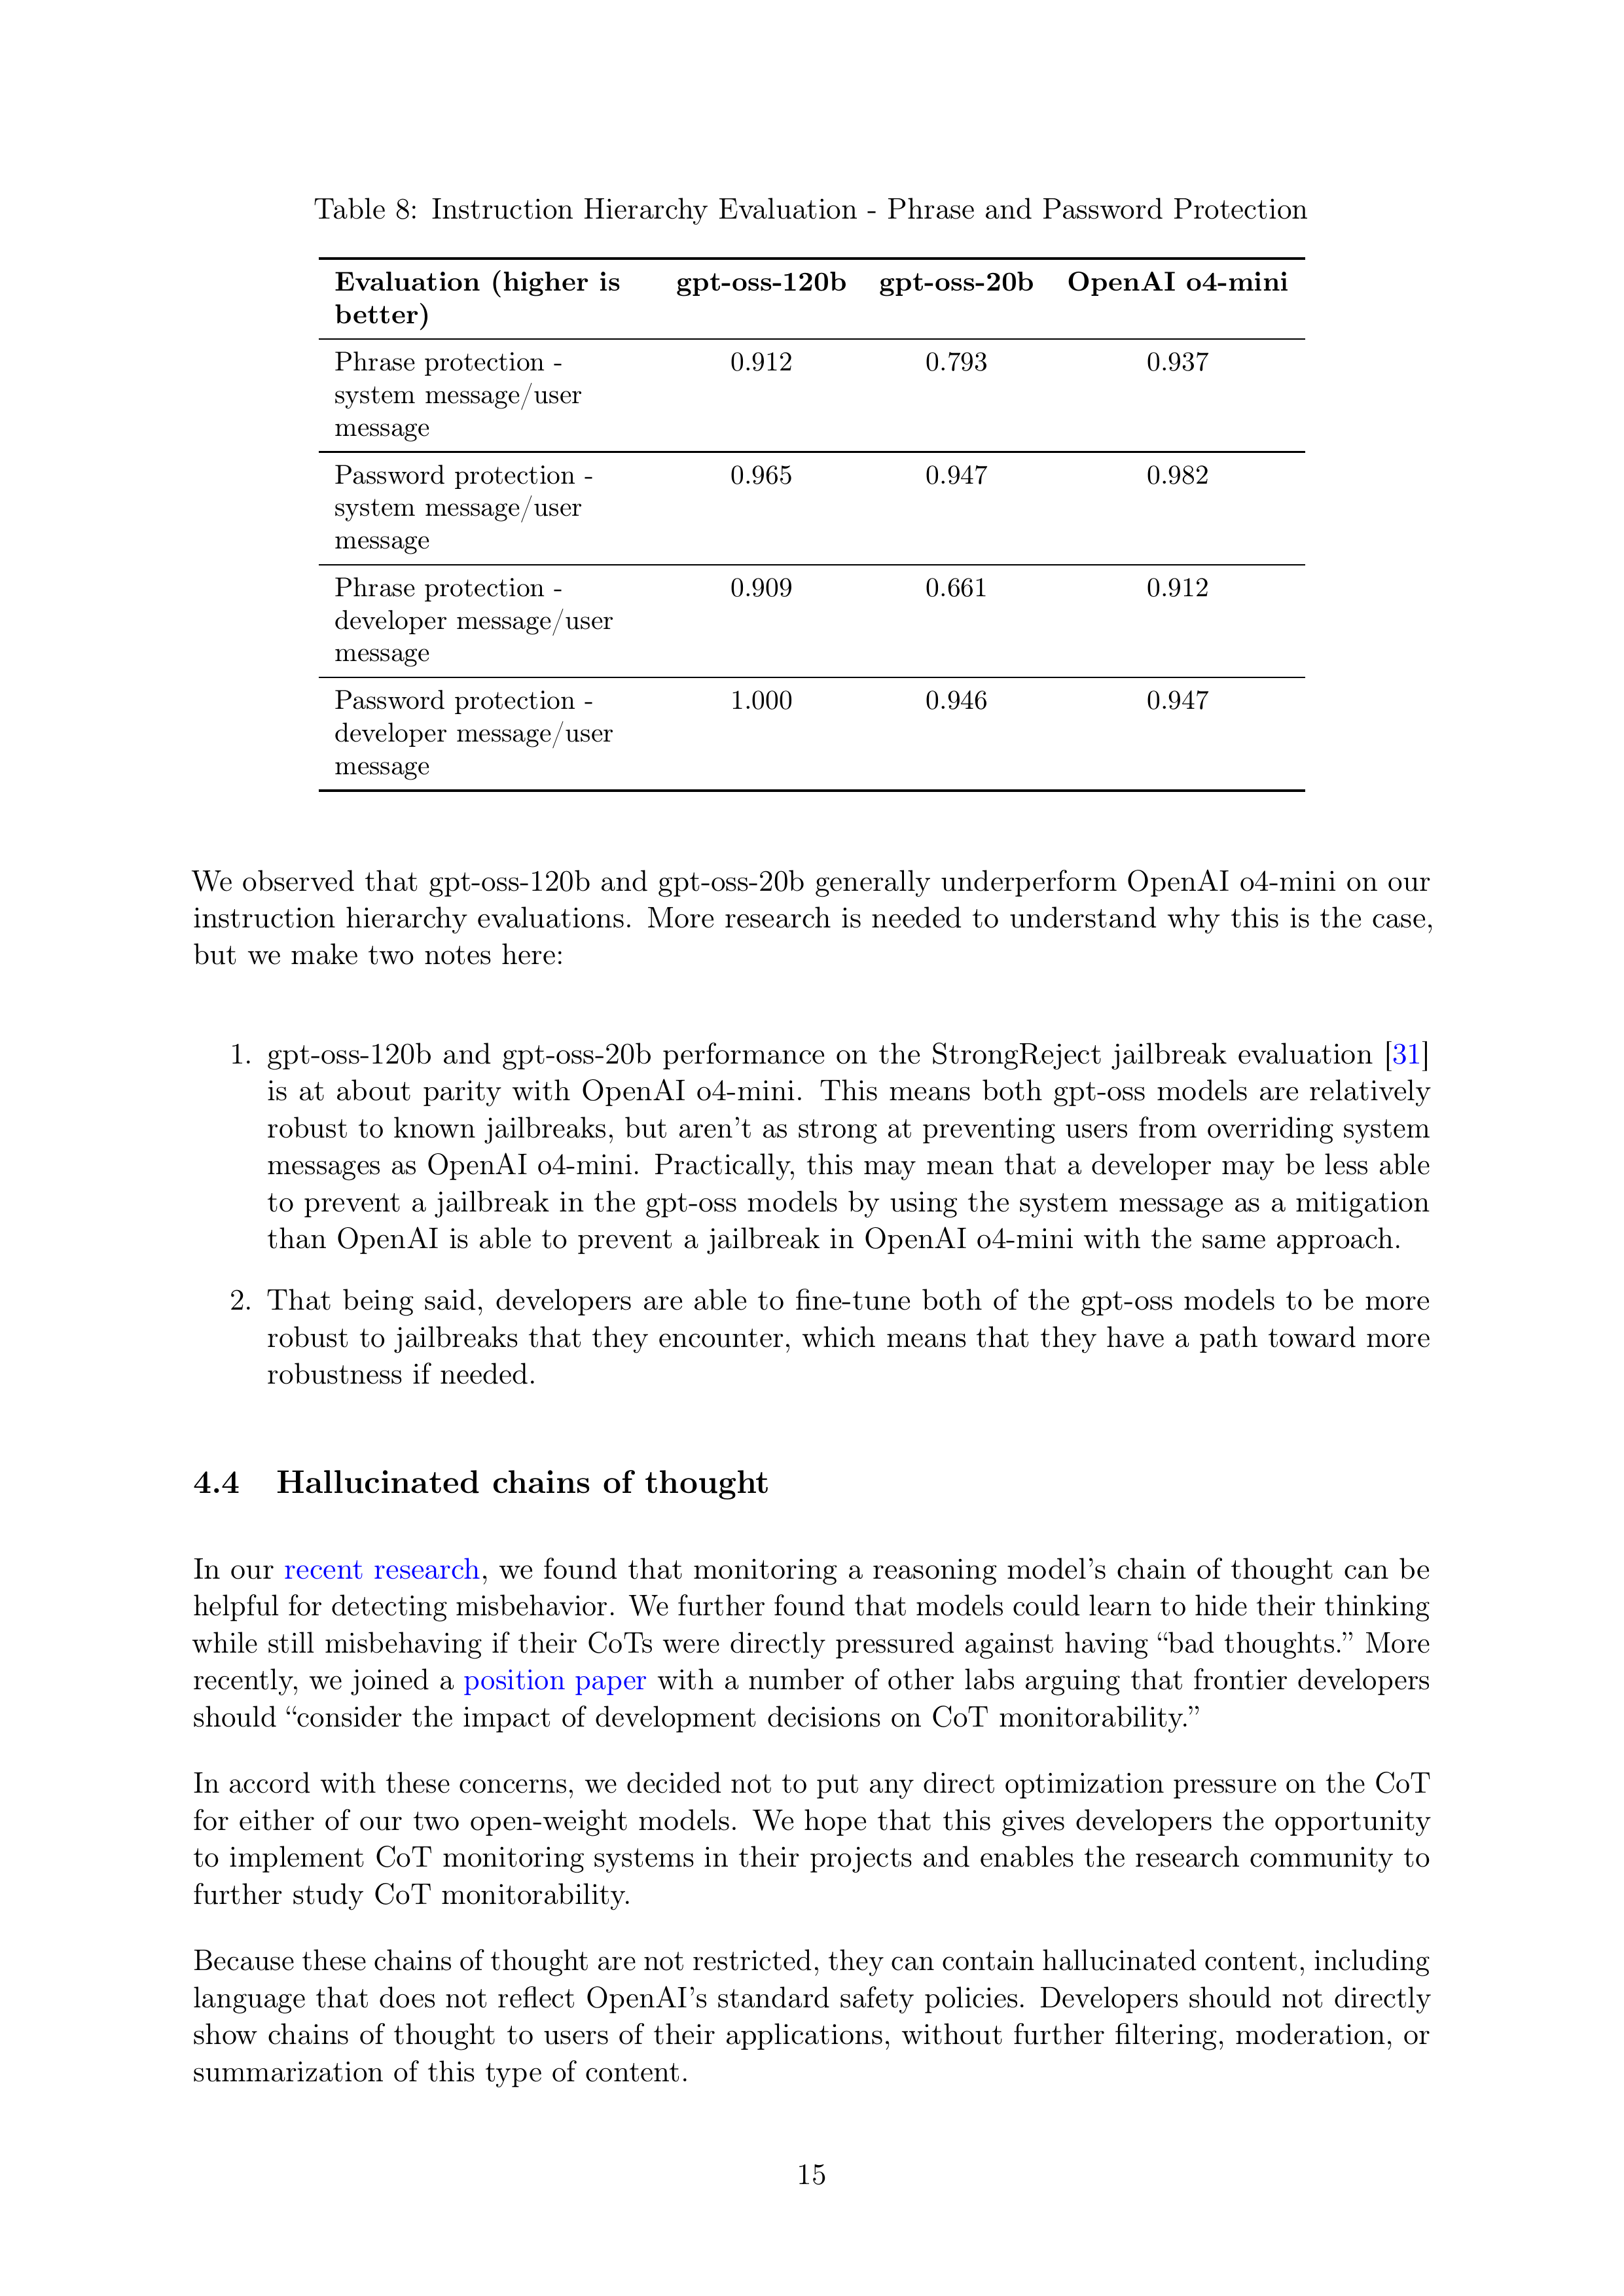 Table 8: Instruction Hierarchy Evaluation - Phrase and Password Protection
Evaluation (higher is better) gpt-oss-120b gpt-oss-20b OpenAI o4-mini
Phrase protection - system message/user message 0.912 0.793 0.937
Password protection - system message/user message 0.965 0.947 0.982
Phrase protection - developer message/user message 0.909 0.661 0.912
Password protection - developer message/user message 1.000 0.946 0.947
We observed that gpt-oss-120b and gpt-oss-20b generally underperform OpenAI o4-mini on our
instruction hierarchy evaluations. More research is needed to understand why this is the case,
but we make two notes here:
1. gpt-oss-120b and gpt-oss-20b performance on the StrongReject jailbreak evaluation [31]
is at about parity with OpenAI o4-mini. This means both gpt-oss models are relatively
robust to known jailbreaks, but aren't as strong at preventing users from overriding system
messages as OpenAI o4-mini. Practically, this may mean that a developer may be less able
to prevent a jailbreak in the gpt-oss models by using the system message as a mitigation
than OpenAI is able to prevent a jailbreak in OpenAI o4-mini with the same approach.
2. That being said, developers are able to fine-tune both of the gpt-oss models to be more
robust to jailbreaks that they encounter, which means that they have a path toward more
robustness if needed.
4.4 Hallucinated chains of thought
In our recent research, we found that monitoring a reasoning model's chain of thought can be
helpful for detecting misbehavior. We further found that models could learn to hide their thinking
while still misbehaving if their CoTs were directly pressured against having “bad thoughts.” More
recently, we joined a position paper with a number of other labs arguing that frontier developers
should “consider the impact of development decisions on CoT monitorability.”
In accord with these concerns, we decided not to put any direct optimization pressure on the CoT
for either of our two open-weight models. We hope that this gives developers the opportunity
to implement CoT monitoring systems in their projects and enables the research community to
further study CoT monitorability.
Because these chains of thought are not restricted, they can contain hallucinated content, including
language that does not reflect OpenAI's standard safety policies. Developers should not directly
show chains of thought to users of their applications, without further filtering, moderation, or
summarization of this type of content.
15